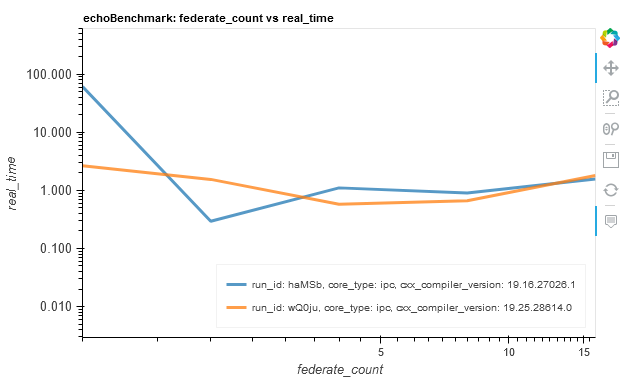 echoBenchmark: federate_count vs real_time
100.000
10.000
1.000
0.100
0.010
real_time
run_id: haMSb, core_type: ipc, cxx_compiler_version: 19.16.27026.1
run_id: wQ0ju, core_type: ipc, cxx_compiler_version: 19.25.28614.0
5
10
15
federate_count